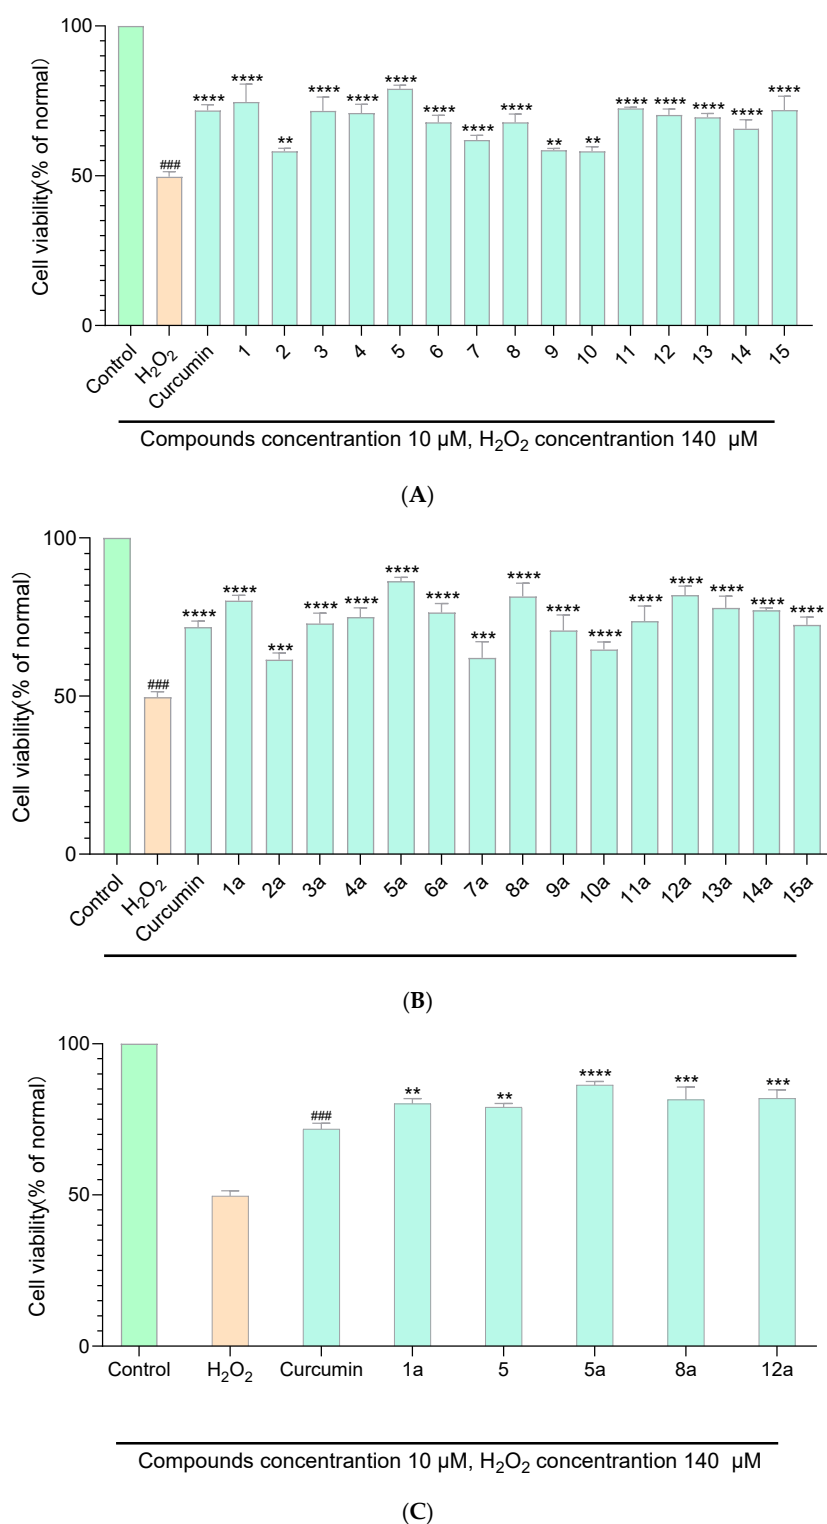 100
50
0
Cell viability(% of normal)
###
****
****
**
****
****
****
****
****
****
**
**
****
****
****
****
****
Control
H₂O₂
Curcumin
1
2
3
4
5
6
7
8
9
10
11
12
13
14
15
Compounds concentrantion 10 μM, H₂O₂ concentrantion 140 μM
(A)
100
50
0
Cell viability(% of normal)
###
****
****
***
****
****
****
****
***
****
****
****
****
****
****
****
****
Control
H₂O₂
Curcumin
1a
2a
3a
4a
5a
6a
7a
8a
9a
10a
11a
12a
13a
14a
15a
(B)
100
50
0
Cell viability(% of normal)
###
**
**
****
***
***
Control
H₂O₂
Curcumin
1a
5
5a
8a
12a
Compounds concentrantion 10 μM, H₂O₂ concentrantion 140 μM
(C)